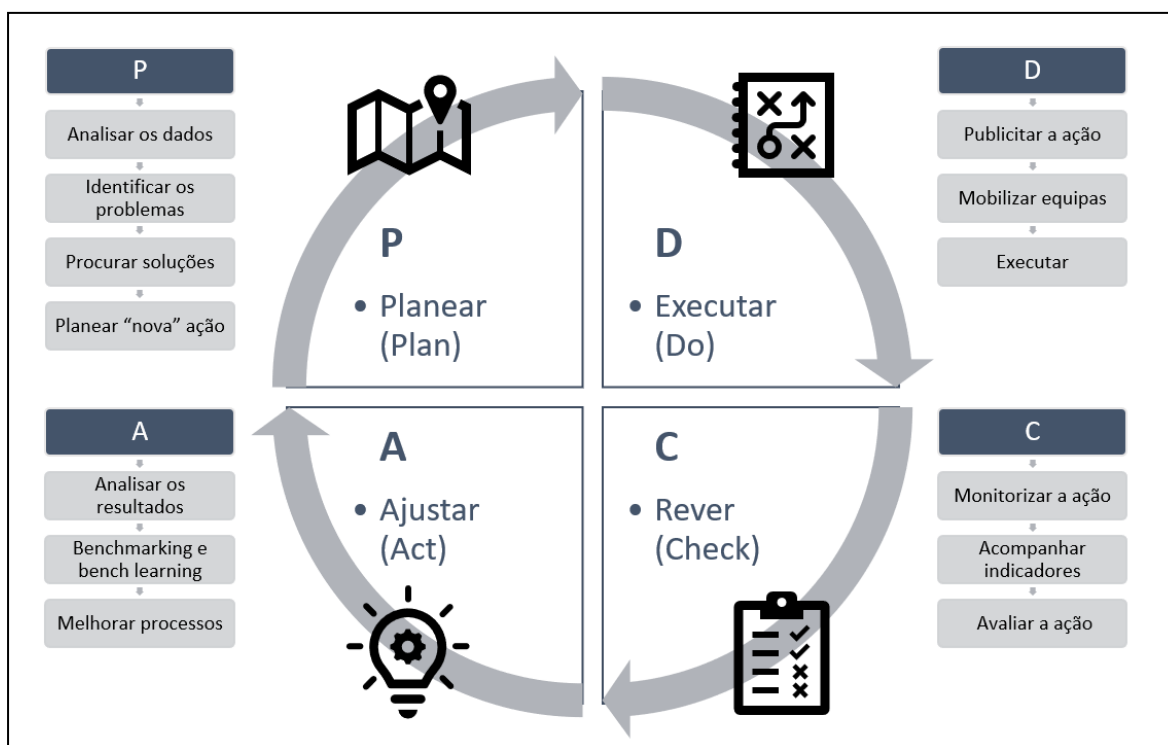 P
Analisar os dados
Identificar os
problemas
Procurar soluções
Planear “nova” ação
D
Publicitar a ação
Mobilizar equipas
Executar
P
• Planear
(Plan)
D
• Executar
(Do)
A
• Ajustar
(Act)
C
• Rever
(Check)
A
Analisar os
resultados
Benchmarking e
bench learning
Melhorar processos
C
Monitorizar a ação
Acompanhar
indicadores
Avaliar a ação